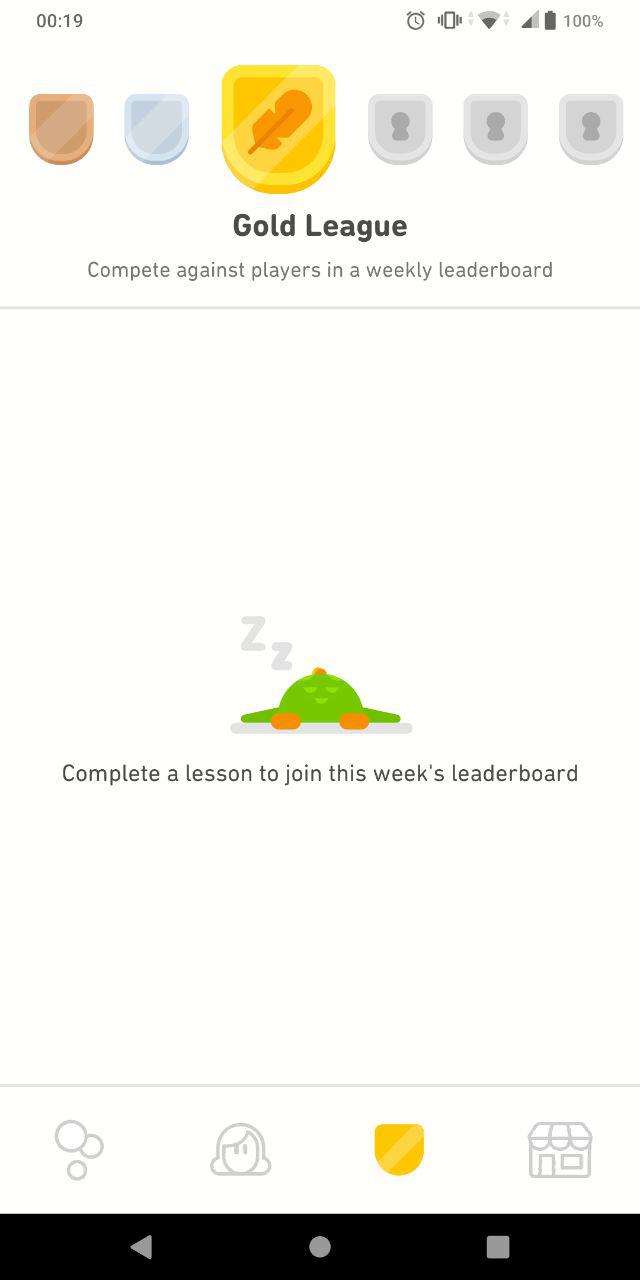 00:19
100%
Gold League
Compete against players in a weekly leaderboard
Z
Z
Complete a lesson to join this week's leaderboard